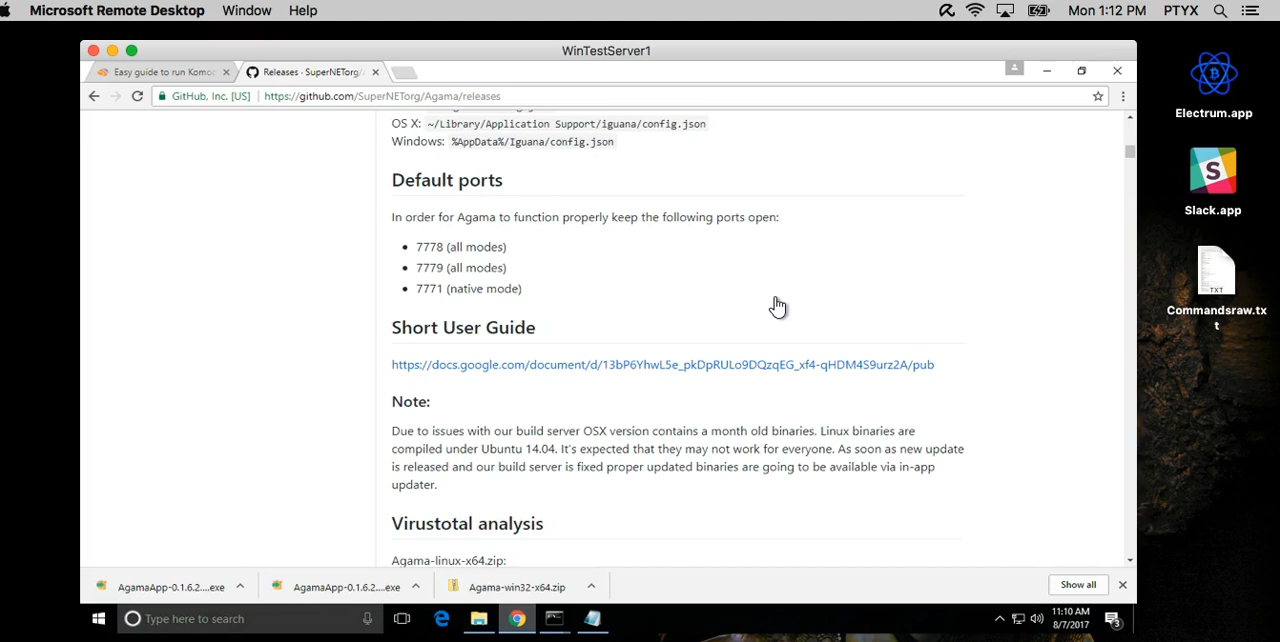 Microsoft Remote Desktop Window Help Mon 1:12 PM PTYX
WinTestServer1
Easy guide to run Komod Releases · SuperNETorg/A
GitHub, Inc. [US] https://github.com/SuperNETorg/Agama/releases
OS X: ~/Library/Application Support/iguana/config.json
Windows: %AppData%/Iguana/config.json
Default ports
In order for Agama to function properly keep the following ports open:
7778 (all modes)
7779 (all modes)
7771 (native mode)
Short User Guide
https://docs.google.com/document/d/13bP6YhwL5e_pkDpRULo9DQzqEG_xf4-qHDM4S9urz2A/pub
Note:
Due to issues with our build server OSX version contains a month old binaries. Linux binaries are
compiled under Ubuntu 14.04. It's expected that they may not work for everyone. As soon as new update
is released and our build server is fixed proper updated binaries are going to be available via in-app
updater.
Virustotal analysis
Agama-linux-x64.zip:
AgamaApp-0.1.6.2....exe AgamaApp-0.1.6.2....exe Agama-win32-x64.zip Show all
Type here to search
11:10 AM
8/7/2017
3
Electrum.app
S
Slack.app
TXT
Commandsraw.tx
t